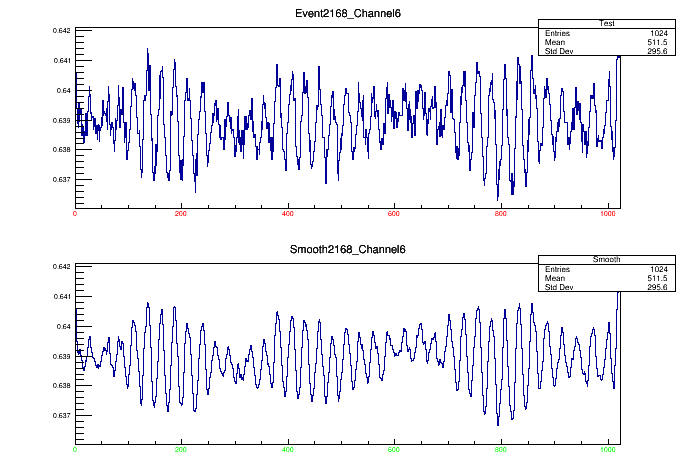 Event2168_Channel6
Test
Entries 1024
Mean 511.5
Std Dev 295.6
0.642
0.641
0.64
0.639
0.638
0.637
0 200 400 600 800 1000
Smooth2168_Channel6
Smooth
Entries 1024
Mean 511.5
Std Dev 295.6
0.642
0.641
0.64
0.639
0.638
0.637
0 200 400 600 800 1000